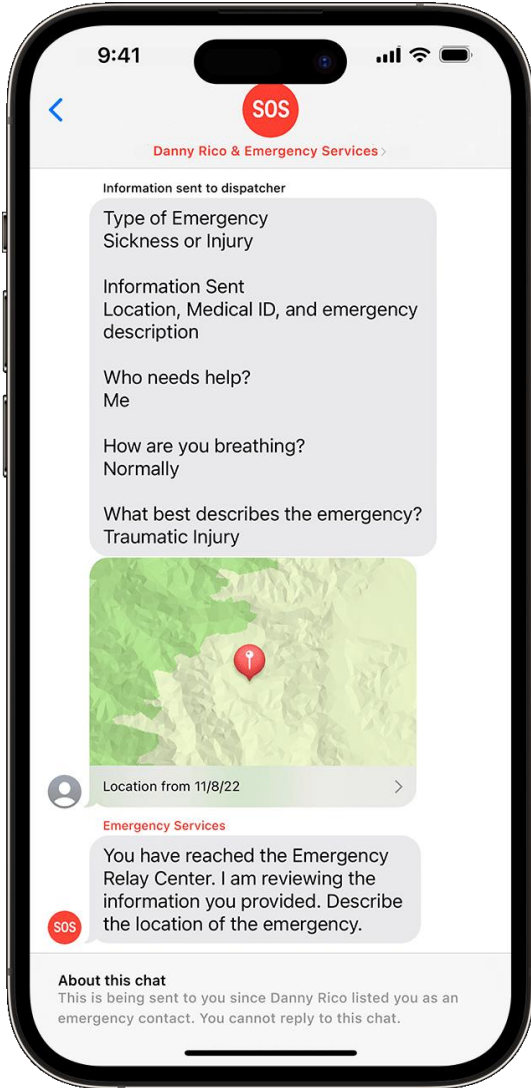 9:41
SOS
Danny Rico & Emergency Services
Information sent to dispatcher
Type of Emergency
Sickness or Injury
Information Sent
Location, Medical ID, and emergency
description
Who needs help?
Me
How are you breathing?
Normally
What best describes the emergency?
Traumatic Injury
Location from 11/8/22
Emergency Services
You have reached the Emergency
Relay Center. I am reviewing the
information you provided. Describe
the location of the emergency.
SOS
About this chat
This is being sent to you since Danny Rico listed you as an
emergency contact. You cannot reply to this chat.